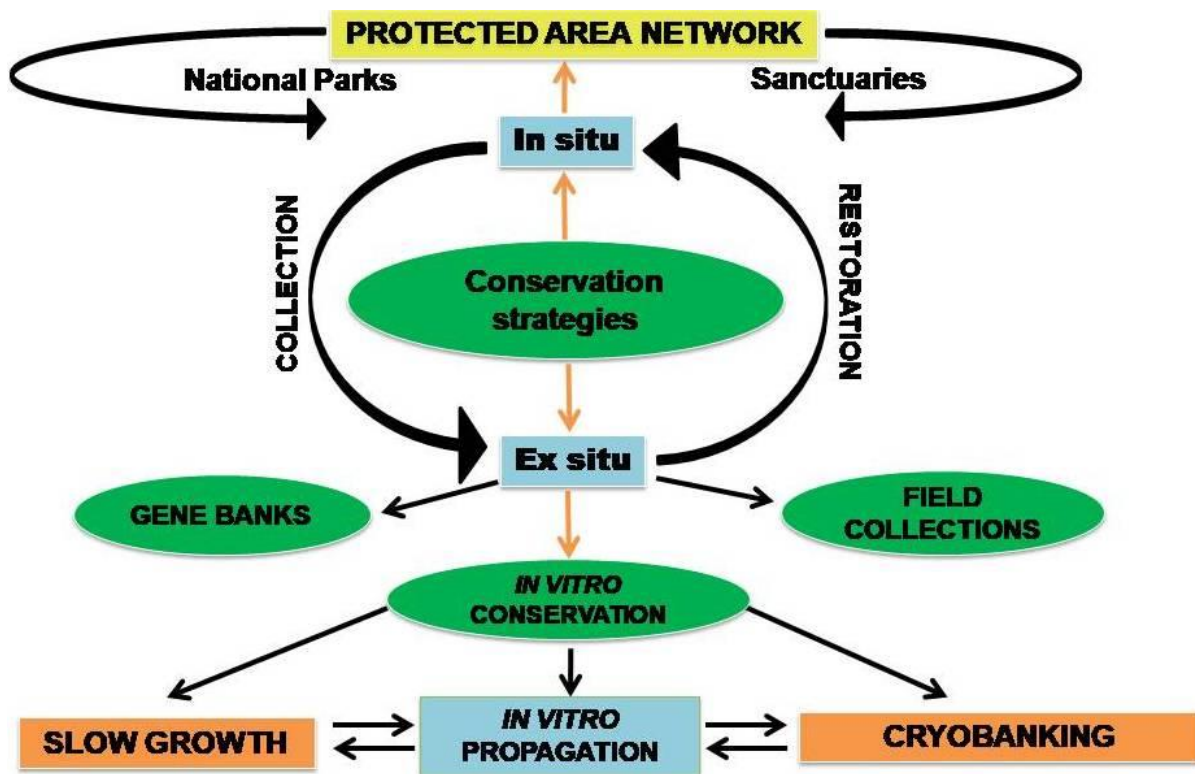 PROTECTED AREA NETWORK
National Parks
Sanctuaries
In situ
COLLECTION
RESTORATION
Conservation
strategies
Ex situ
GENE BANKS
FIELD
COLLECTIONS
IN VITRO
CONSERVATION
SLOW GROWTH
IN VITRO
PROPAGATION
CRYOBANKING